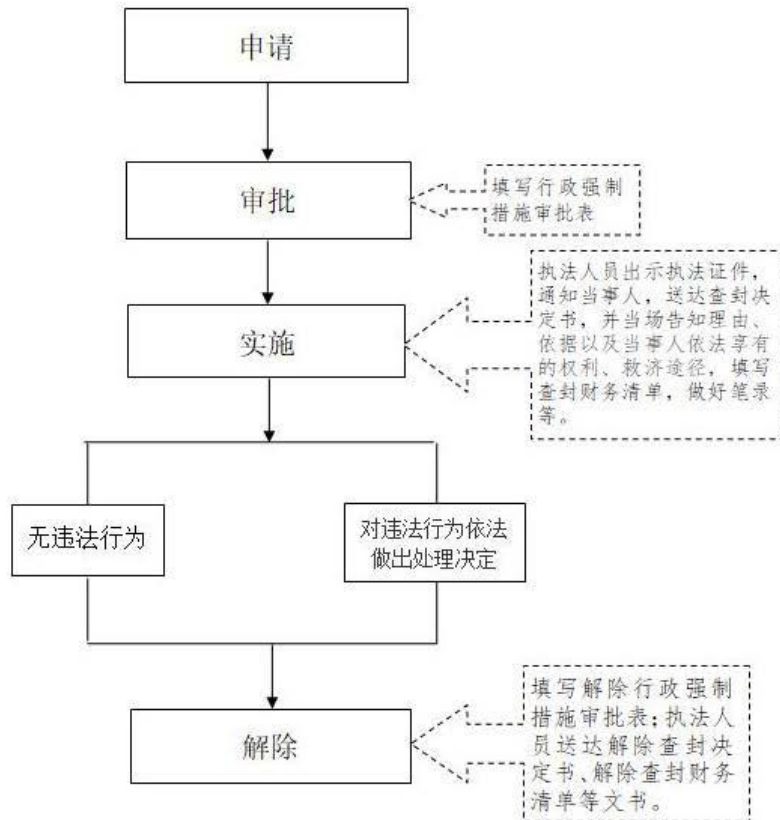 申请
审批
填写行政强制
措施审批表
执法人员出示执法证件，
通知当事人，送达查封决
定书，并当场告知理由、
依据以及当事人依法享有
的权利、救济途径，填写
查封财务清单，做好笔录
等。
实施
无违法行为
对违法行为依法
做出处理决定
填写解除行政强制
措施审批表；执法人
员送达解除查封决
定书、解除查封财务
清单等文书。
解除